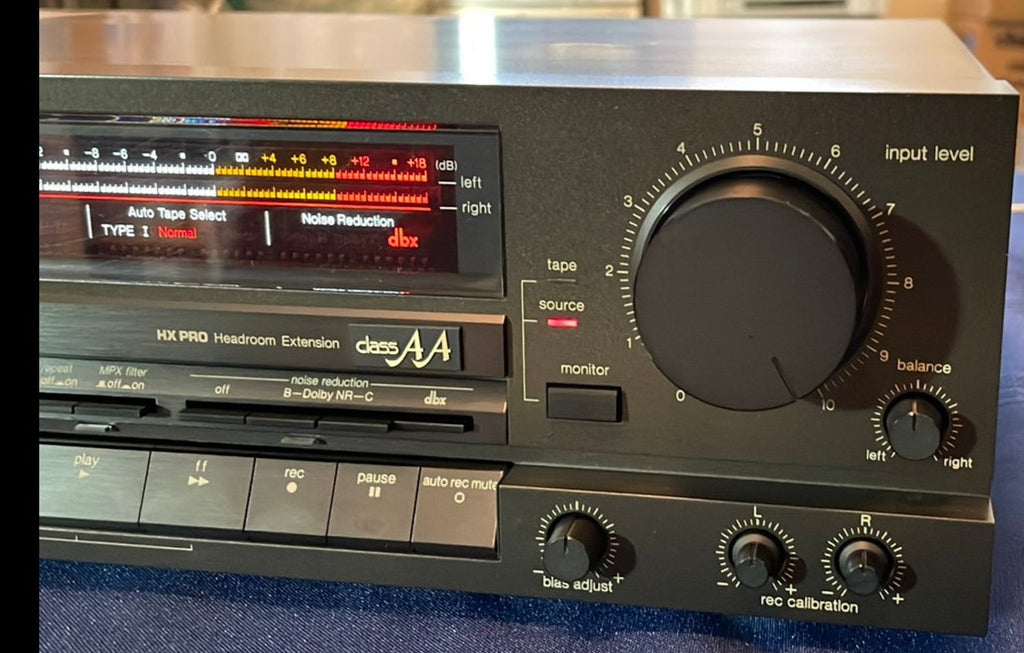 -8 -6 -4 0 +4 +6 +8 +12 +18 (dB)
left
right
Auto Tape Select
TYPE I Normal
Noise Reduction
dbx
HX PRO Headroom Extension class AA
off on
MPX filter
off on
noise reduction
off B-Dolby NR-C dbx
play
ff
rec
pause
auto rec mute
tape
source
monitor
input level
0 1 2 3 4 5 6 7 8 9 10
balance
left right
bias adjust
- +
L R
- + - +
rec calibration